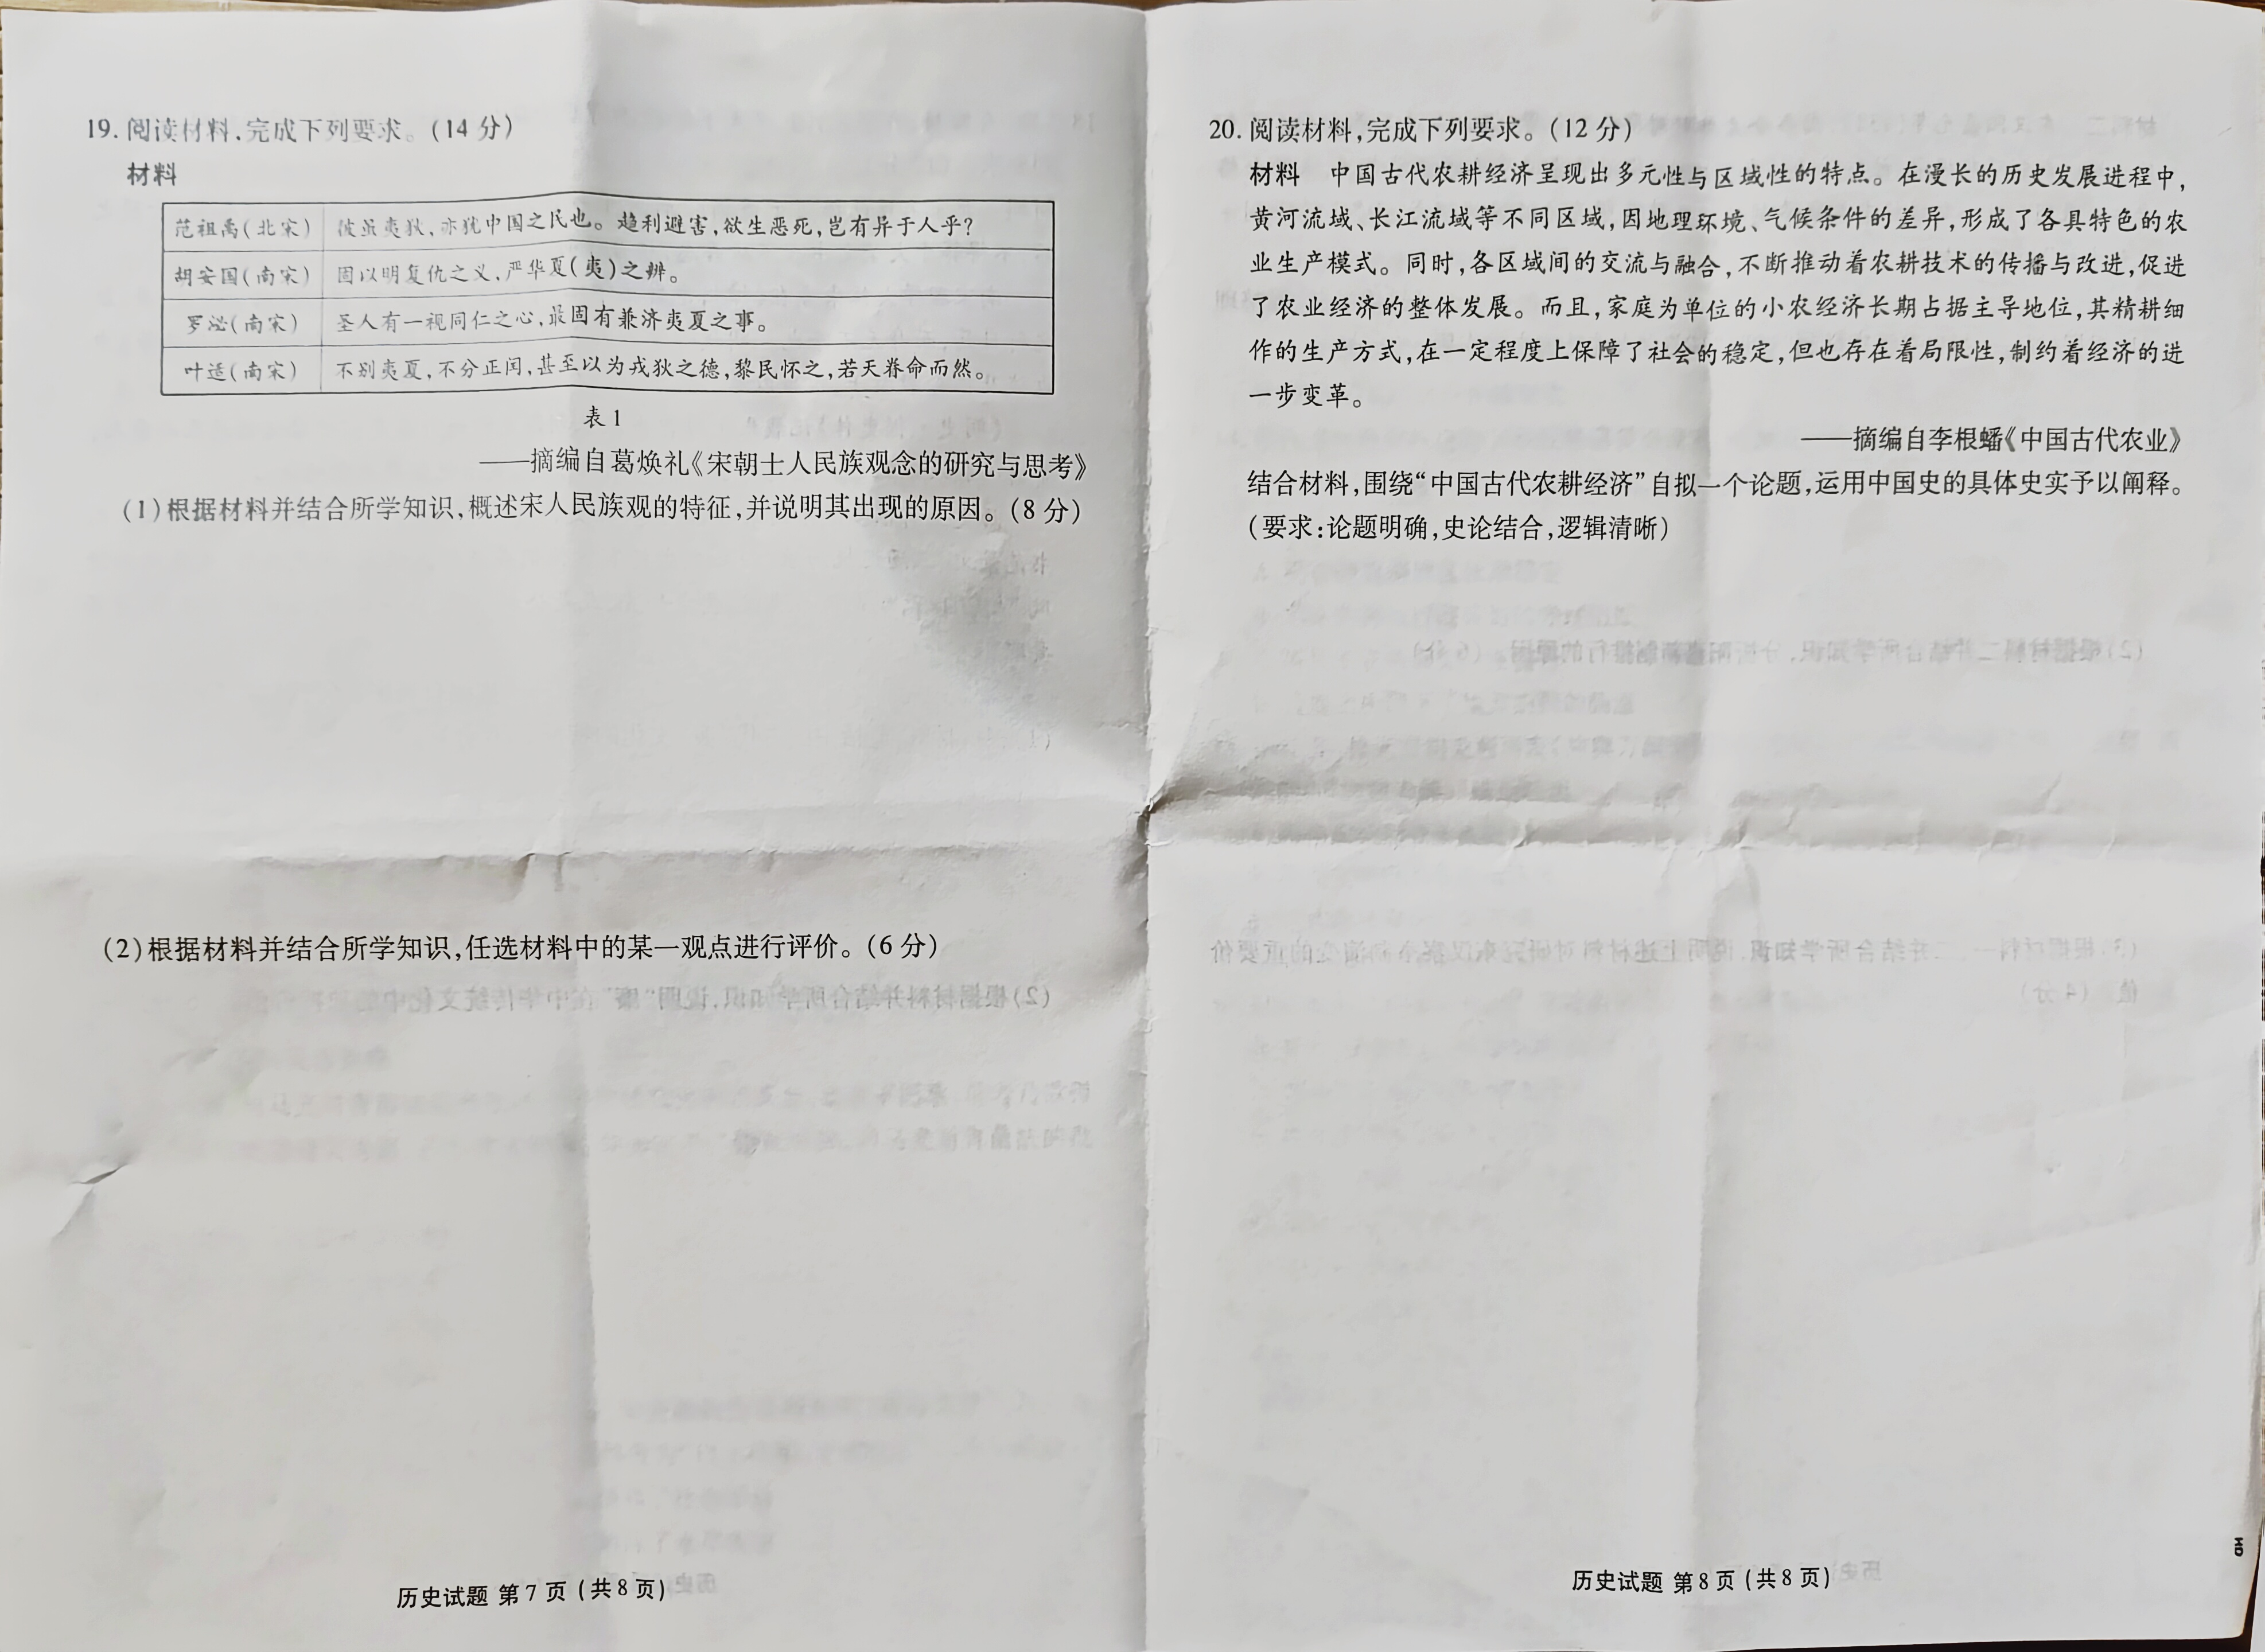 19. 阅读材料,完成下列要求。(14 分)
材料
范祖禹(北宋) 彼虽夷狄,亦犹中国之民也。趋利避害,欲生恶死,岂有异于人乎?
胡安国(南宋) 因以明复仇之义,严华夏(夷)之辨。
罗泌(南宋) 圣人有一视同仁之心,最固有兼济夷夏之事。
叶适(南宋) 不别夷夏,不分正闰,甚至以为戎狄之德,黎民怀之,若天眷命而然。
表 1
——摘编自葛焕礼《宋朝士人民族观念的研究与思考》
(1)根据材料并结合所学知识,概述宋人民族观的特征,并说明其出现的原因。(8 分)
(2)根据材料并结合所学知识,任选材料中的某一观点进行评价。(6 分)
历史试题 第 7 页 (共 8 页)
20. 阅读材料,完成下列要求。(12 分)
材料 中国古代农耕经济呈现出多元性与区域性的特点。在漫长的历史发展进程中,
黄河流域、长江流域等不同区域,因地理环境、气候条件的差异,形成了各具特色的农
业生产模式。同时,各区域间的交流与融合,不断推动着农耕技术的传播与改进,促进
了农业经济的整体发展。而且,家庭为单位的小农经济长期占据主导地位,其精耕细
作的生产方式,在一定程度上保障了社会的稳定,但也存在着局限性,制约着经济的进
一步变革。
——摘编自李根蟠《中国古代农业》
结合材料,围绕“中国古代农耕经济”自拟一个论题,运用中国史的具体史实予以阐释。
(要求:论题明确,史论结合,逻辑清晰)
历史试题 第 8 页 (共 8 页)
HD